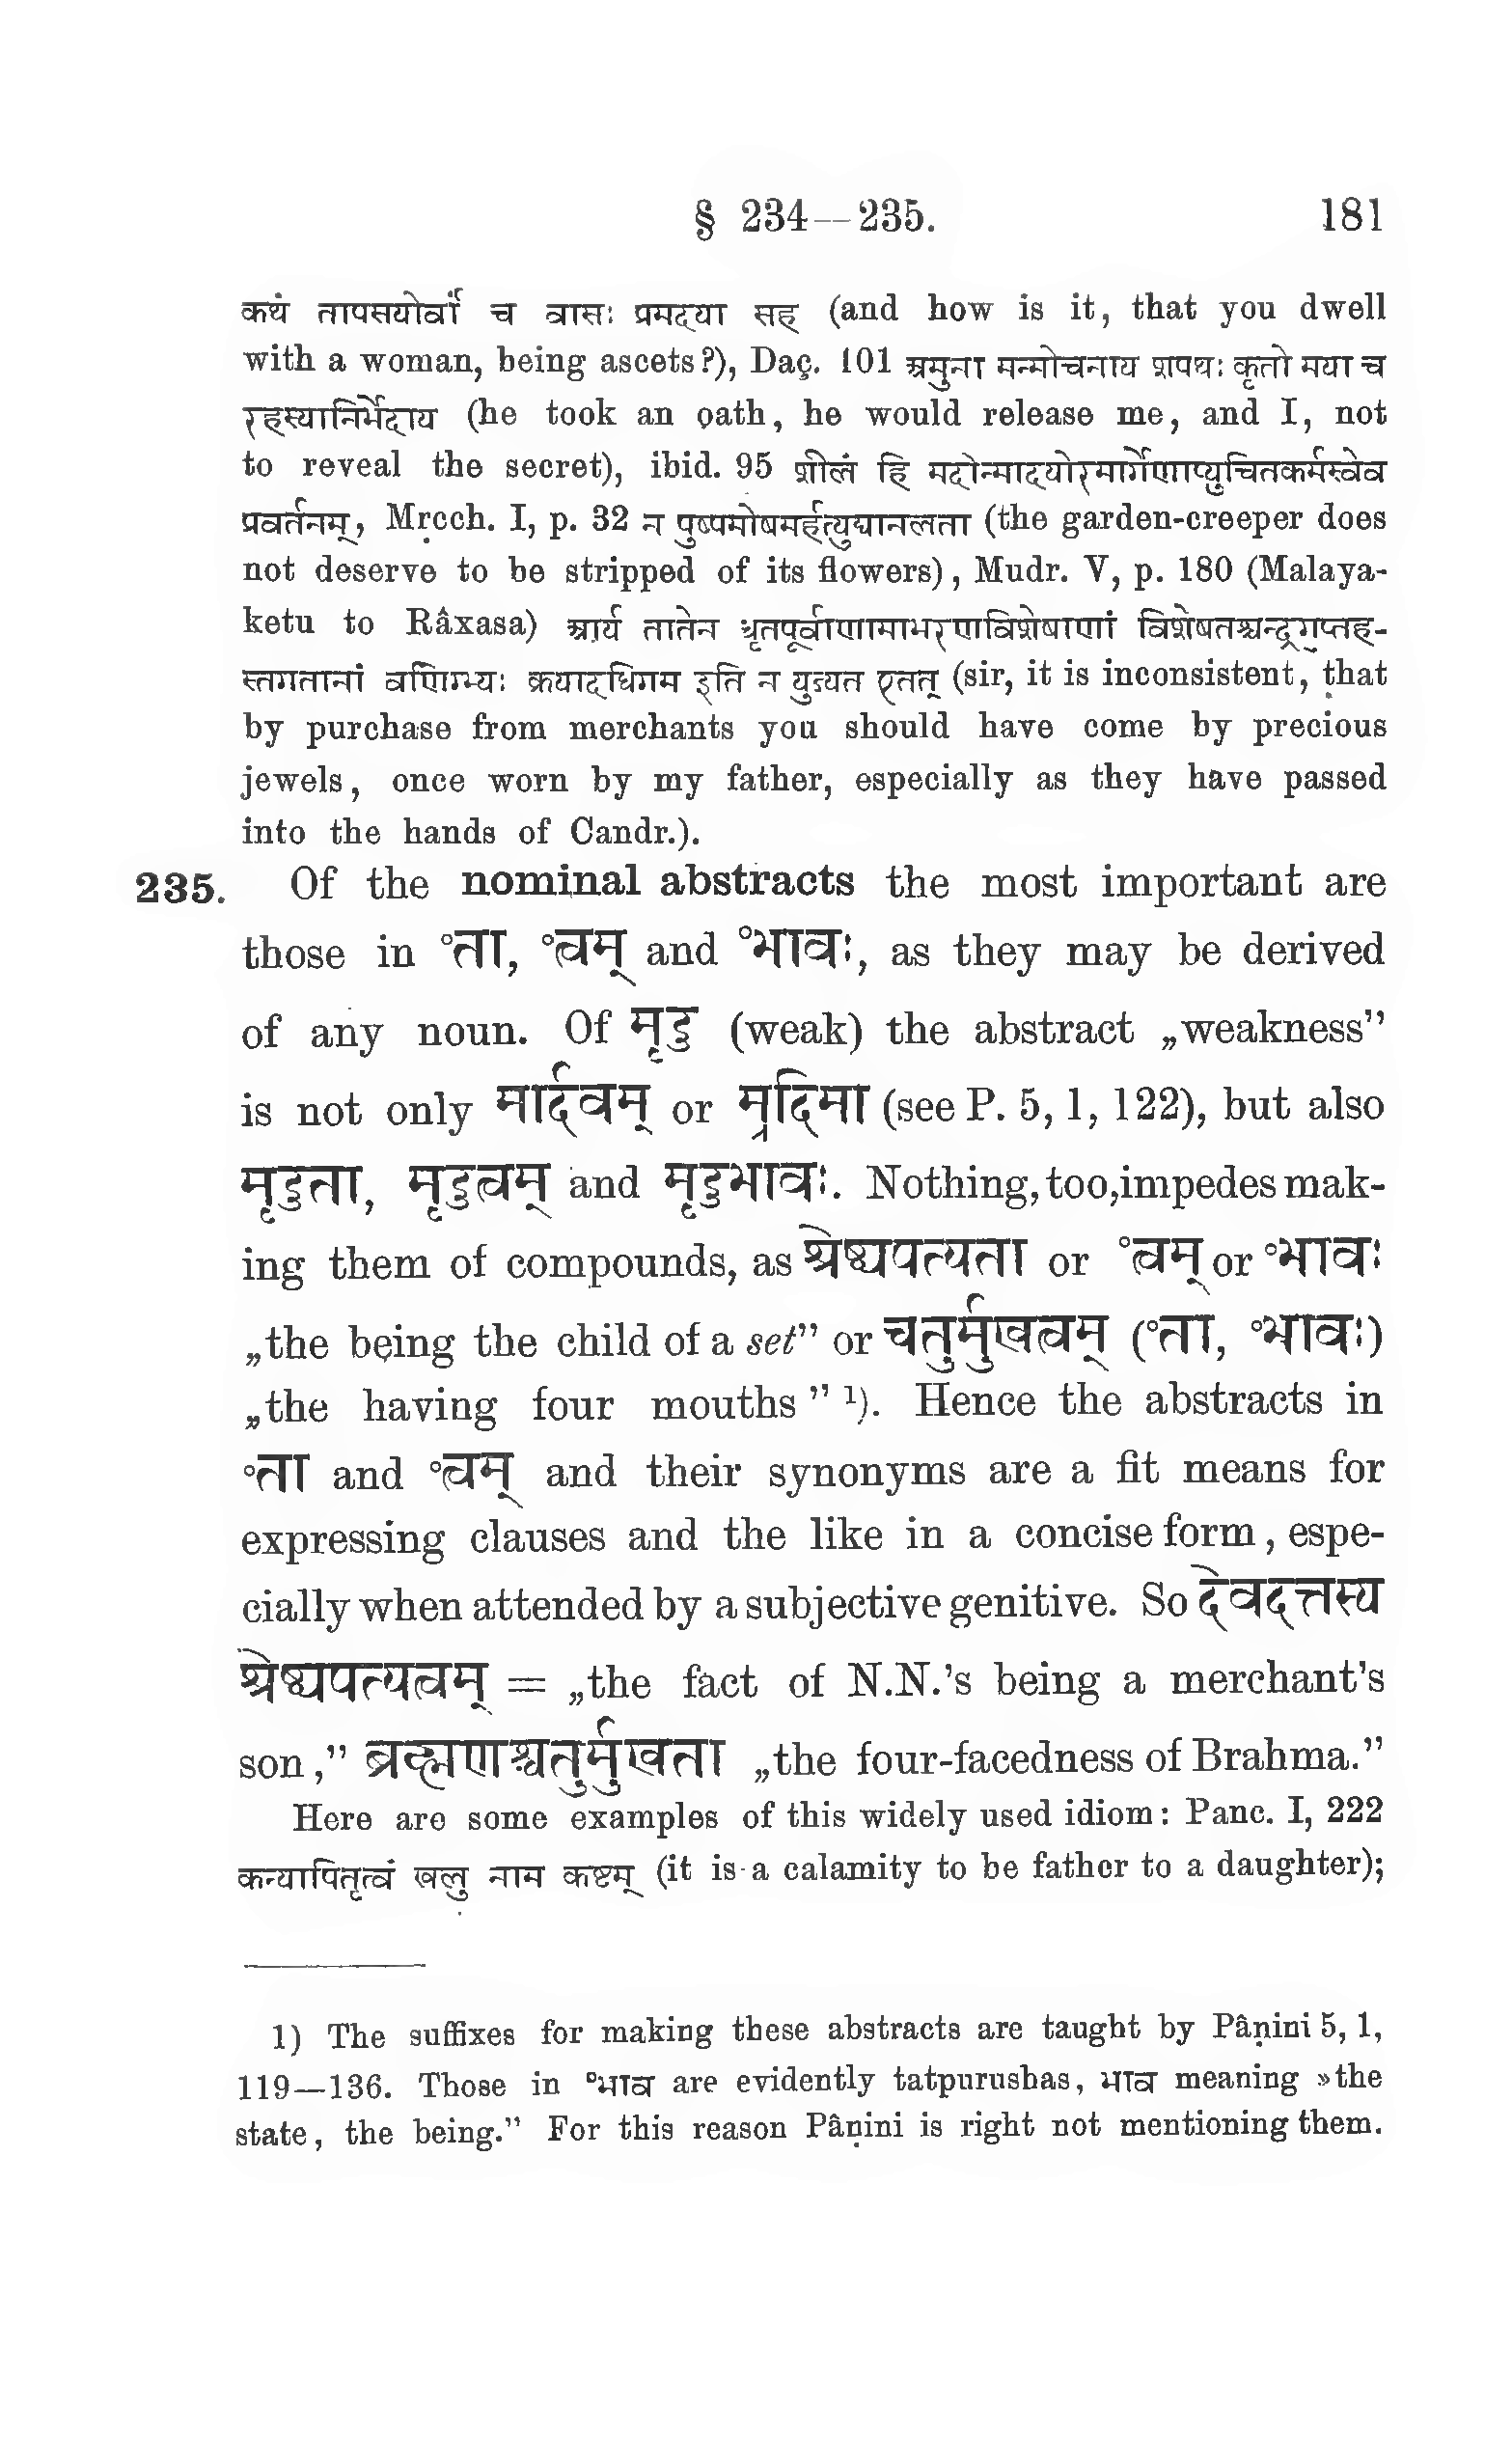 § 234—235. 181
कथं तापसयोर्वां च वासः प्रमदया सह (and how is it, that you dwell
with a woman, being ascets?), Daç. 101 अमुना मन्मोचनाय शपथः कृतो मया च
रहस्यानिर्भेदाय (he took an oath, he would release me, and I, not
to reveal the secret), ibid. 95 शीलं हि मदोन्मादयोरमार्गेणाप्युचितकर्मस्वेव
प्रवर्तनम्, Mṛcch. I, p. 32 न पुष्पमोषमर्हत्युद्यानलता (the garden-creeper does
not deserve to be stripped of its flowers), Mudr. V, p. 180 (Malaya-
ketu to Râxasa) आर्य तातेन धृतपूर्वाणामाभरणविशेषाणां विशेषतश्चन्द्रगुप्तह-
स्तगतानां वणिग्भ्यः क्रयादधिगम इति न युज्यत एतत् (sir, it is inconsistent, that
by purchase from merchants you should have come by precious
jewels, once worn by my father, especially as they have passed
into the hands of Candr.).
235. Of the nominal abstracts the most important are
those in °ता, °त्वम् and °भावः, as they may be derived
of any noun. Of मृदु (weak) the abstract „weakness”
is not only मार्दवम् or म्रदिमा (see P. 5, 1, 122), but also
मृदुता, मृदुत्वम् and मृदुभावः. Nothing, too, impedes mak-
ing them of compounds, as श्रेष्ठ्यपत्यता or °त्वम् or °भावः
„the being the child of a set” or चतुर्मुखत्वम् (°ता, °भावः)
„the having four mouths” ¹). Hence the abstracts in
°ता and °त्वम् and their synonyms are a fit means for
expressing clauses and the like in a concise form, espe-
cially when attended by a subjective genitive. So देवदत्तस्य
श्रेष्ठ्यपत्यत्वम् = „the fact of N.N.’s being a merchant’s
son,” ब्रह्मणश्चतुर्मुखता „the four-facedness of Brahma.”
Here are some examples of this widely used idiom: Panc. I, 222
कन्यापितृत्वं खलु नाम कष्टम् (it is a calamity to be father to a daughter);
1) The suffixes for making these abstracts are taught by Pâṇini 5, 1,
119—136. Those in °भाव are evidently tatpurushas, भाव meaning »the
state, the being.” For this reason Pâṇini is right not mentioning them.